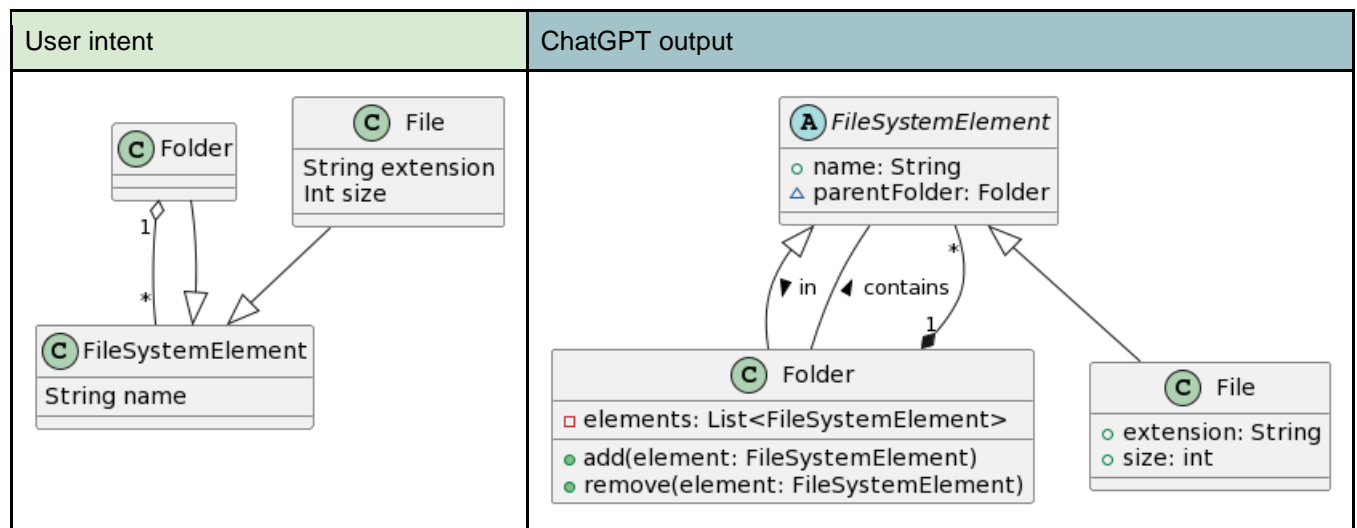 User intent
ChatGPT output
C Folder
C File
String extension
Int size
1
*
C FileSystemElement
String name
A FileSystemElement
name: String
parentFolder: Folder
in
contains
*
1
C Folder
elements: List<FileSystemElement>
add(element: FileSystemElement)
remove(element: FileSystemElement)
C File
extension: String
size: int